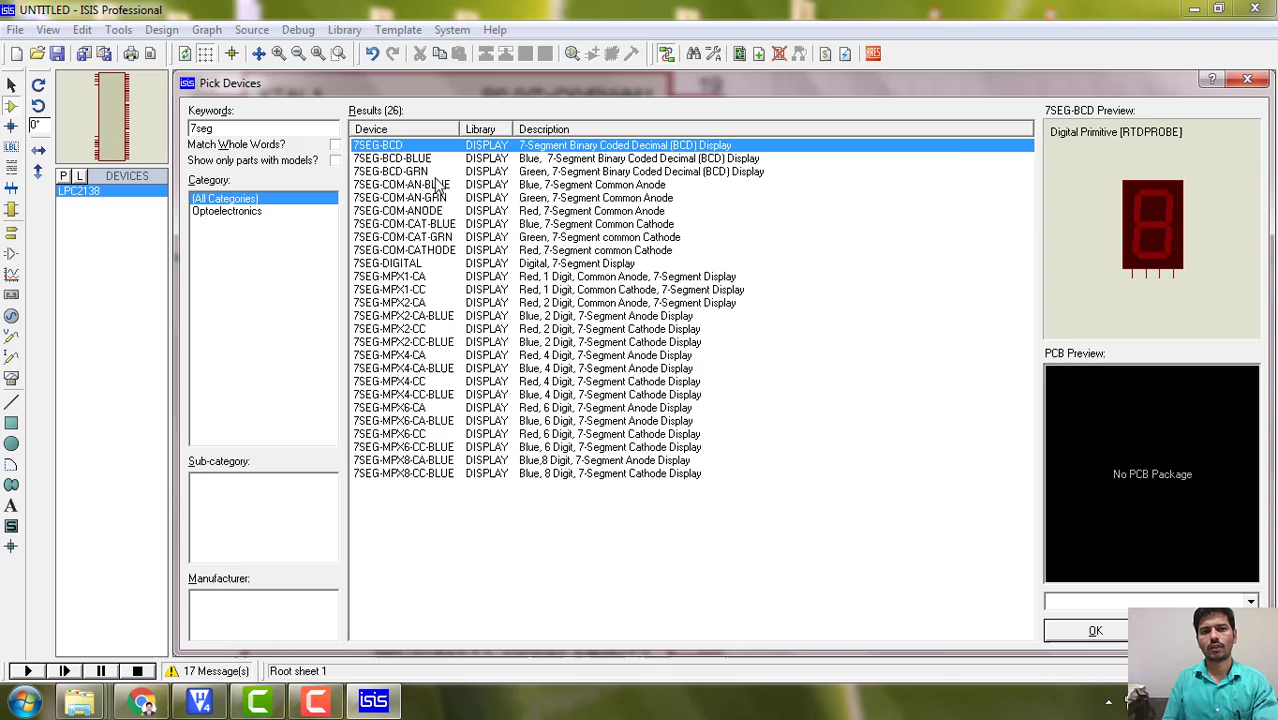 UNTITLED - ISIS Professional
File View Edit Tools Design Graph Source Debug Library Template System Help
ARES
LBL
0°
P L DEVICES
LPC2138
Pick Devices
Keywords:
7seg
Match Whole Words?
Show only parts with models?
Category:
(All Categories)
Optoelectronics
Sub-category:
Manufacturer:
Results (26):
Device Library Description
7SEG-BCD DISPLAY 7-Segment Binary Coded Decimal (BCD) Display
7SEG-BCD-BLUE DISPLAY Blue, 7-Segment Binary Coded Decimal (BCD) Display
7SEG-BCD-GRN DISPLAY Green, 7-Segment Binary Coded Decimal (BCD) Display
7SEG-COM-AN-BLUE DISPLAY Blue, 7-Segment Common Anode
7SEG-COM-AN-GRN DISPLAY Green, 7-Segment Common Anode
7SEG-COM-ANODE DISPLAY Red, 7-Segment Common Anode
7SEG-COM-CAT-BLUE DISPLAY Blue, 7-Segment Common Cathode
7SEG-COM-CAT-GRN DISPLAY Green, 7-Segment common Cathode
7SEG-COM-CATHODE DISPLAY Red, 7-Segment common Cathode
7SEG-DIGITAL DISPLAY Digital, 7-Segment Display
7SEG-MPX1-CA DISPLAY Red, 1 Digit, Common Anode, 7-Segment Display
7SEG-MPX1-CC DISPLAY Red, 1 Digit, Common Cathode, 7-Segment Display
7SEG-MPX2-CA DISPLAY Red, 2 Digit, Common Anode, 7-Segment Display
7SEG-MPX2-CA-BLUE DISPLAY Blue, 2 Digit, 7-Segment Anode Display
7SEG-MPX2-CC DISPLAY Red, 2 Digit, 7-Segment Cathode Display
7SEG-MPX2-CC-BLUE DISPLAY Blue, 2 Digit, 7-Segment Cathode Display
7SEG-MPX4-CA DISPLAY Red, 4 Digit, 7-Segment Anode Display
7SEG-MPX4-CA-BLUE DISPLAY Blue, 4 Digit, 7-Segment Anode Display
7SEG-MPX4-CC DISPLAY Red, 4 Digit, 7-Segment Cathode Display
7SEG-MPX4-CC-BLUE DISPLAY Blue, 4 Digit, 7-Segment Cathode Display
7SEG-MPX6-CA DISPLAY Red, 6 Digit, 7-Segment Anode Display
7SEG-MPX6-CA-BLUE DISPLAY Blue, 6 Digit, 7-Segment Anode Display
7SEG-MPX6-CC DISPLAY Red, 6 Digit, 7-Segment Cathode Display
7SEG-MPX6-CC-BLUE DISPLAY Blue, 6 Digit, 7-Segment Cathode Display
7SEG-MPX8-CA-BLUE DISPLAY Blue,8 Digit, 7-Segment Anode Display
7SEG-MPX8-CC-BLUE DISPLAY Blue, 8 Digit, 7-Segment Cathode Display
7SEG-BCD Preview:
Digital Primitive [RTDPROBE]
PCB Preview:
No PCB Package
OK
17 Message(s) Root sheet 1
isis